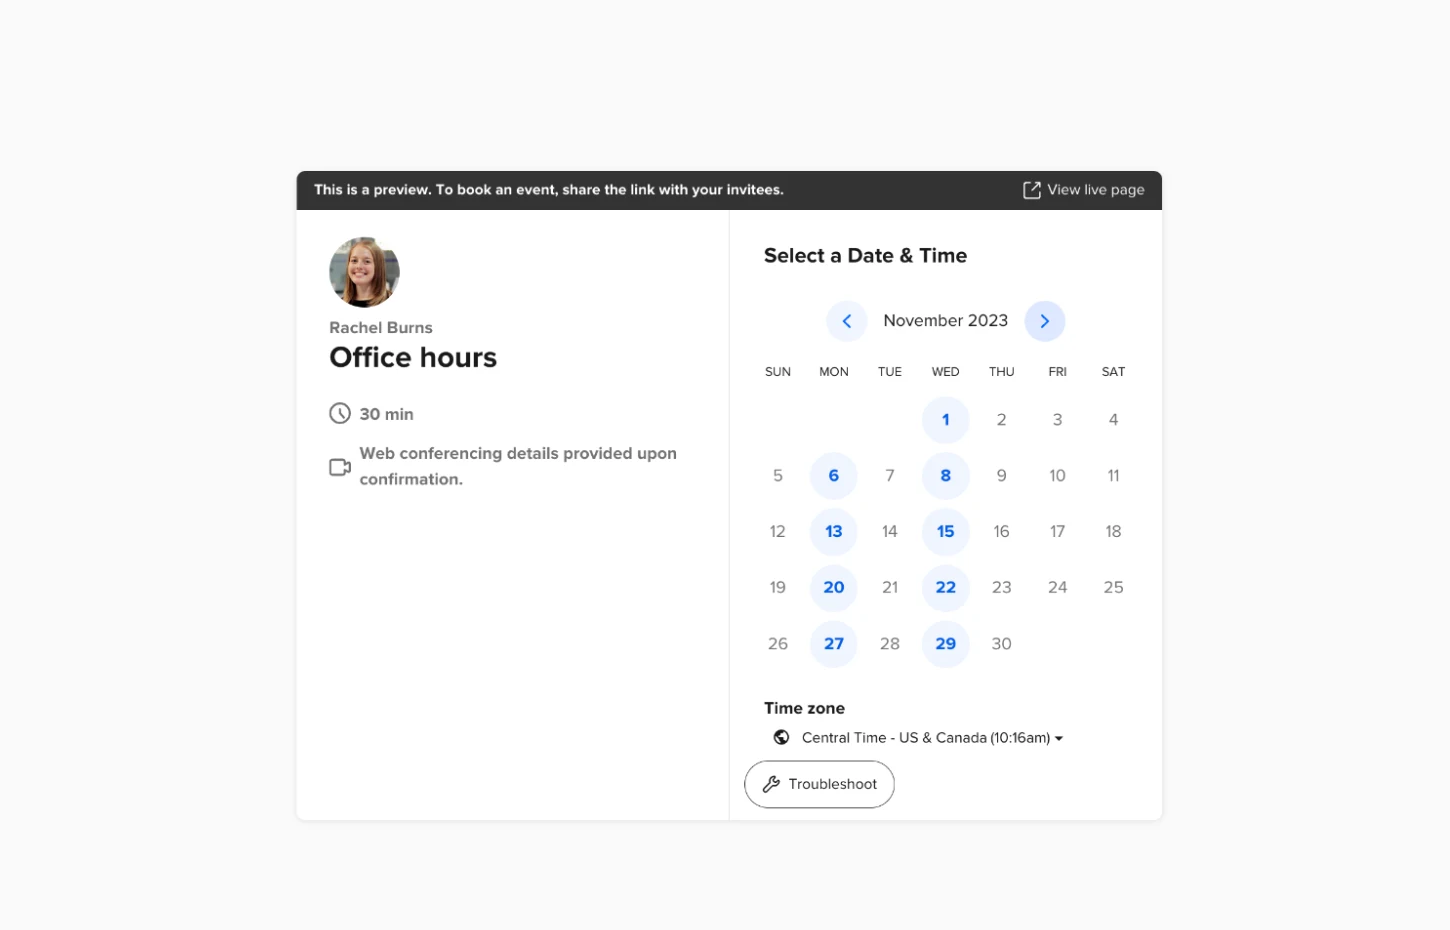 This is a preview. To book an event, share the link with your invitees.
View live page
Rachel Burns
Office hours
30 min
Web conferencing details provided upon
confirmation.
Select a Date & Time
November 2023
SUN MON TUE WED THU FRI SAT
1 2 3 4
5 6 7 8 9 10 11
12 13 14 15 16 17 18
19 20 21 22 23 24 25
26 27 28 29 30
Time zone
Central Time - US & Canada (10:16am)
Troubleshoot